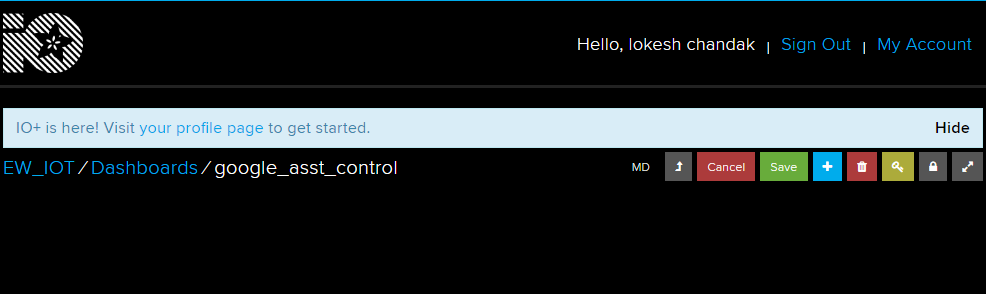 iO
Hello, lokesh chandak | Sign Out | My Account
IO+ is here! Visit your profile page to get started. Hide
EW_IOT/Dashboards/google_asst_control MD Cancel Save